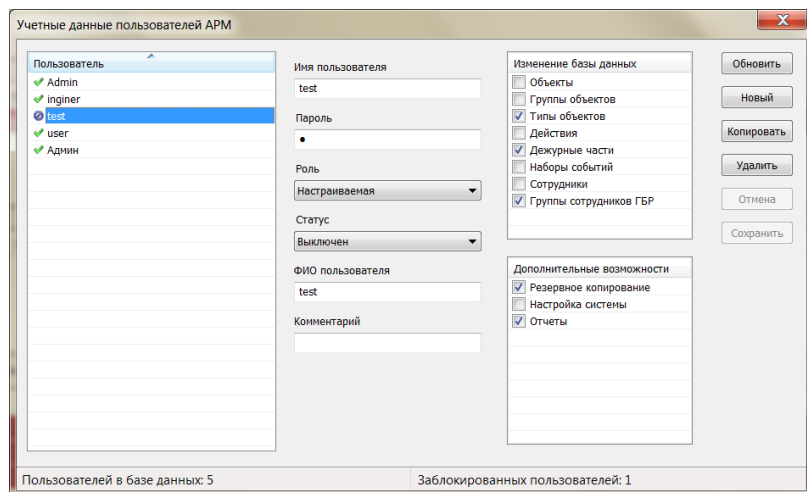 Учетные данные пользователей АРМ
Пользователь
Admin
inginer
test
user
Админ
Имя пользователя
test
Пароль
•
Роль
Настраиваемая
Статус
Выключен
ФИО пользователя
test
Комментарий
Изменение базы данных
Объекты
Группы объектов
Типы объектов
Действия
Дежурные части
Наборы событий
Сотрудники
Группы сотрудников ГБР
Дополнительные возможности
Резервное копирование
Настройка системы
Отчеты
Обновить
Новый
Копировать
Удалить
Отмена
Сохранить
Пользователей в базе данных: 5
Заблокированных пользователей: 1